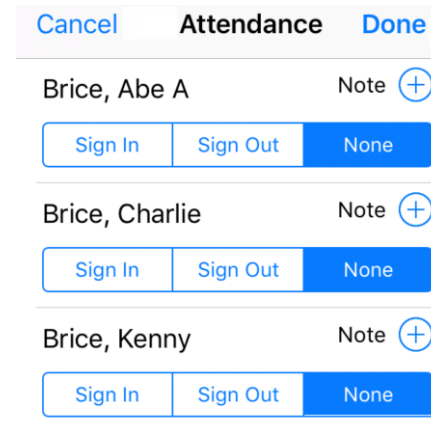 Cancel Attendance Done
Brice, Abe A Note
Sign In Sign Out None
Brice, Charlie Note
Sign In Sign Out None
Brice, Kenny Note
Sign In Sign Out None